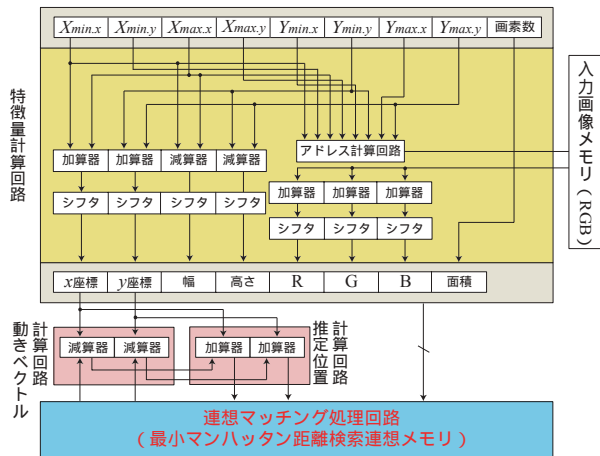 Xmin.x Xmin.y Xmax.x Xmax.y Ymin.x Ymin.y Ymax.x Ymax.y 画素数
特徴量計算回路
アドレス計算回路
入力画像メモリ(RGB)
加算器 加算器 減算器 減算器
加算器 加算器 加算器
シフタ シフタ シフタ シフタ
シフタ シフタ シフタ
x座標 y座標 幅 高さ R G B 面積
動きベクトル
計算回路
減算器 減算器
加算器 加算器
推定位置
計算回路
連想マッチング処理回路
(最小マンハッタン距離検索連想メモリ)